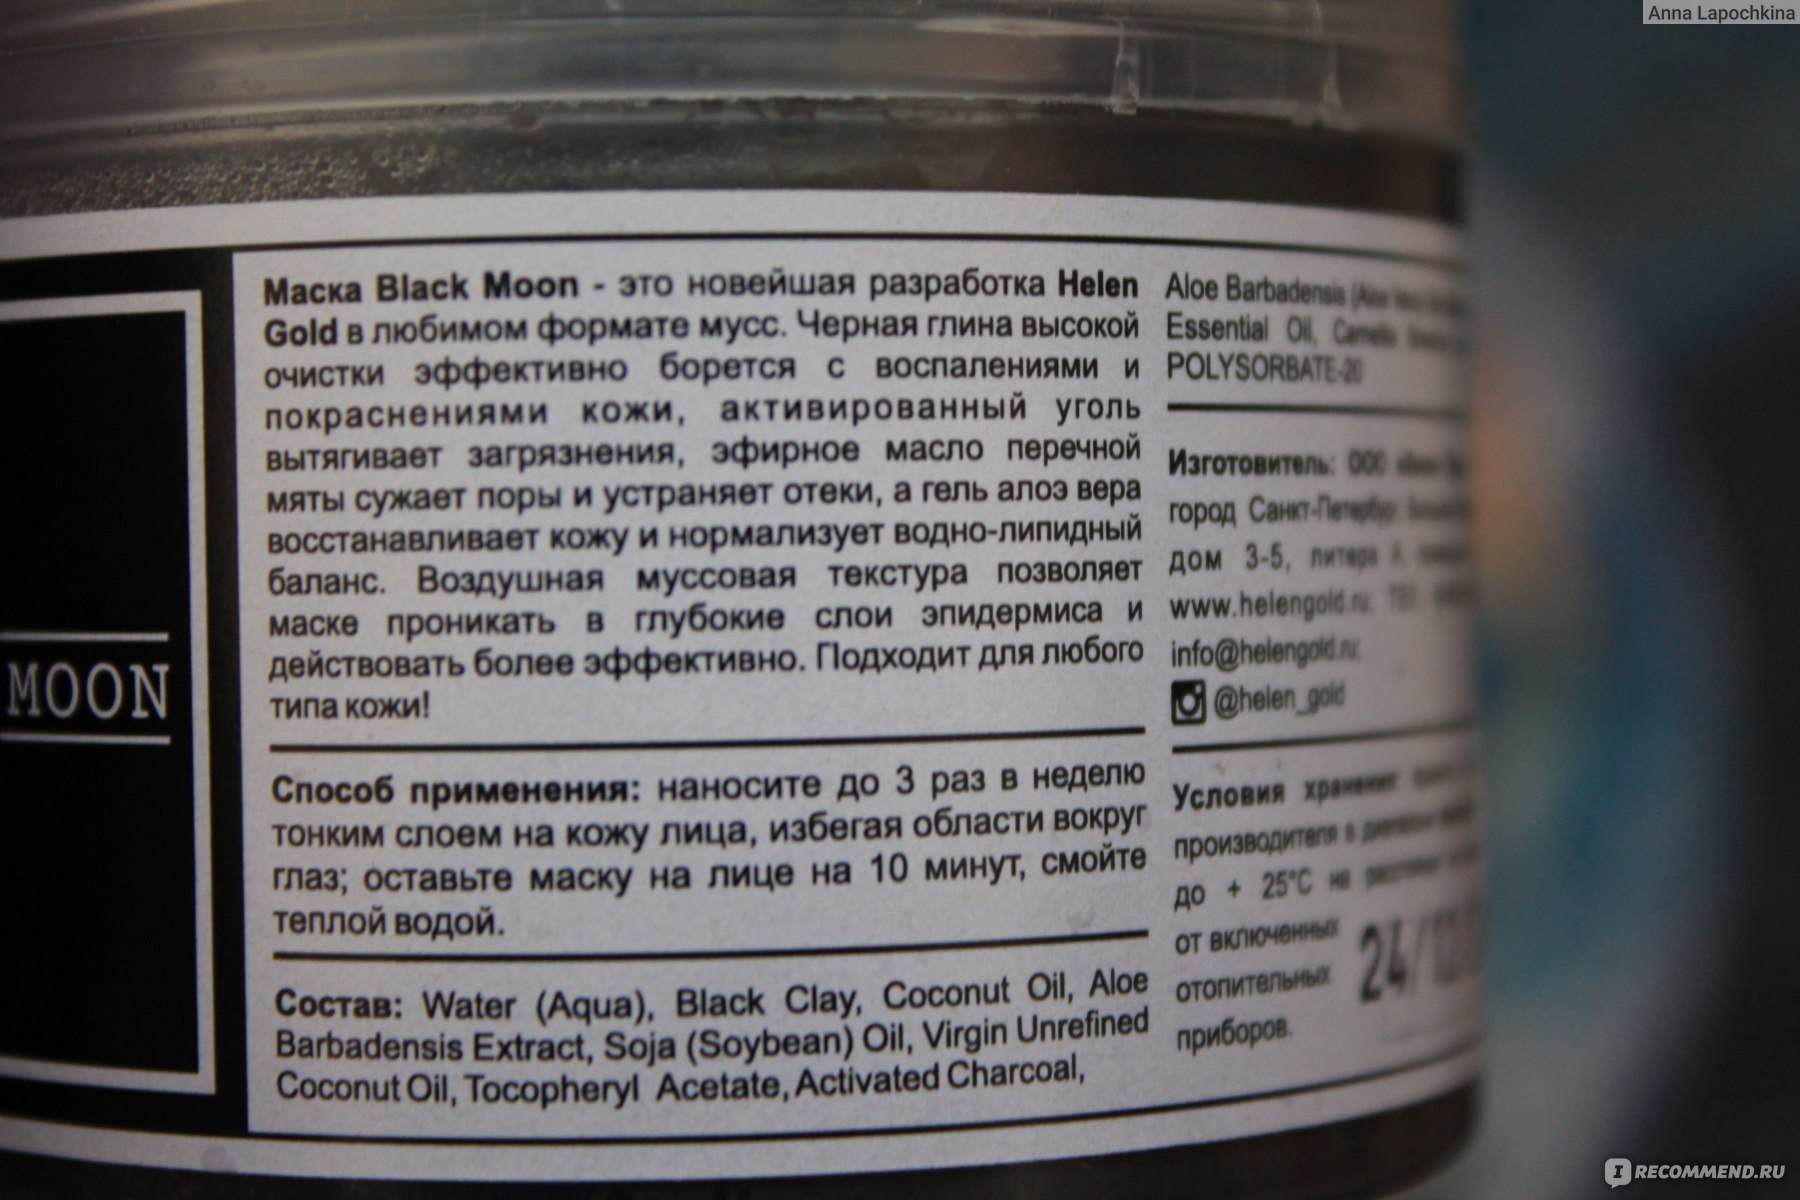 Anna Lapochkina
MOON
Маска Black Moon - это новейшая разработка Helen
Gold в любимом формате мусс. Черная глина высокой
очистки эффективно борется с воспалениями и
покраснениями кожи, активированный уголь
вытягивает загрязнения, эфирное масло перечной
мяты сужает поры и устраняет отеки, а гель алоэ вера
восстанавливает кожу и нормализует водно-липидный
баланс. Воздушная муссовая текстура позволяет
маске проникать в глубокие слои эпидермиса и
действовать более эффективно. Подходит для любого
типа кожи!
Способ применения: наносите до 3 раз в неделю
тонким слоем на кожу лица, избегая области вокруг
глаз; оставьте маску на лице на 10 минут, смойте
теплой водой.
Состав: Water (Aqua), Black Clay, Coconut Oil, Aloe
Barbadensis Extract, Soja (Soybean) Oil, Virgin Unrefined
Coconut Oil, Tocopheryl Acetate, Activated Charcoal,
Aloe Barbadensis (Aloe
Essential Oil, Camellia
POLYSORBATE-20
Изготовитель: ООО
город Санкт-Петербург,
дом 3-5, литера А,
www.helengold.ru;
info@helengold.ru;
@helen_gold
Условия хранения:
производителя в
до + 25°С не
от включенных
отопительных
приборов.
24/
IRECOMMEND.RU